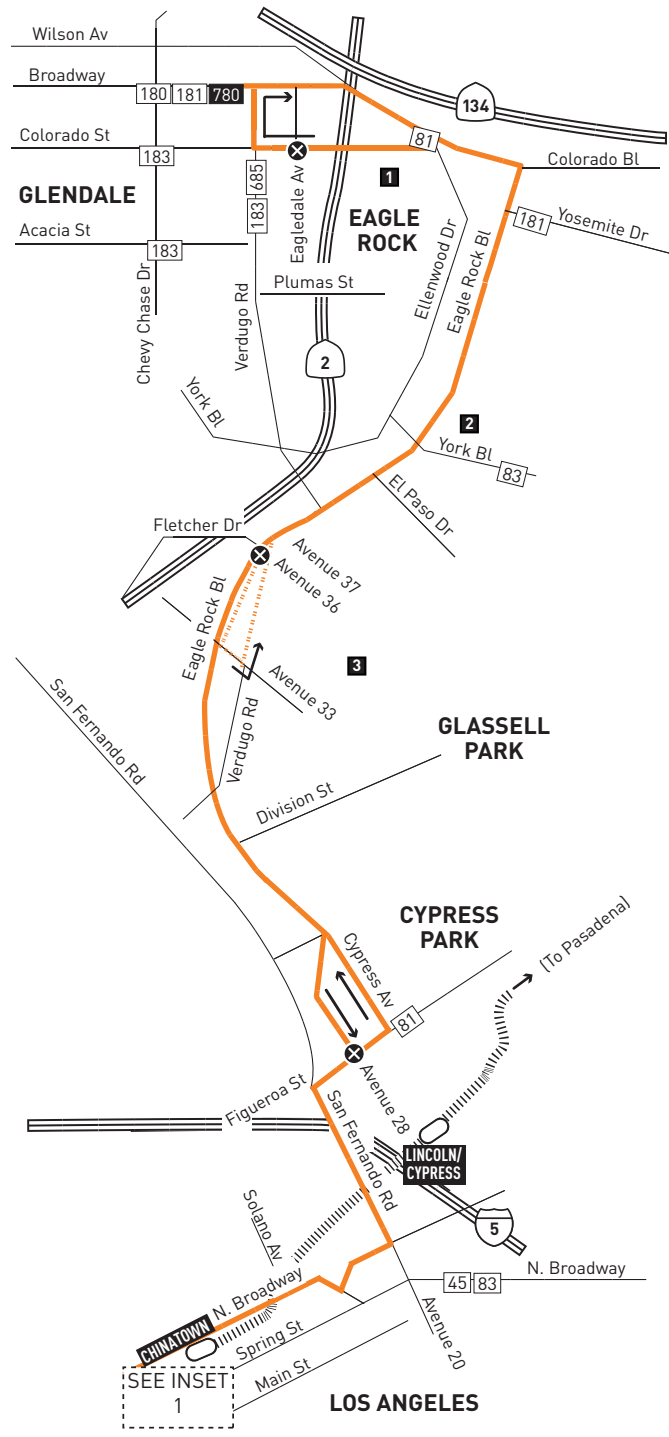 Wilson Av
Broadway
180 181 780
134
Colorado St
183
81
Colorado Bl
GLENDALE
685
183
Eagledale Av
1
EAGLE
ROCK
Ellenwood Dr
Eagle Rock Bl
181
Yosemite Dr
Acacia St
183
Chevy Chase Dr
Verdugo Rd
Plumas St
2
York Bl
2
York Bl
83
El Paso Dr
Fletcher Dr
Avenue 37
Avenue 36
Eagle Rock Bl
3
Avenue 33
San Fernando Rd
Verdugo Rd
GLASSELL
PARK
Division St
CYPRESS
PARK
(To Pasadena)
Cypress Av
81
Avenue 28
Figueroa St
San Fernando Rd
LINCOLN/
CYPRESS
5
Solano Av
N. Broadway
45 83
N. Broadway
Avenue 20
CHINATOWN
Spring St
Main St
SEE INSET
1
LOS ANGELES